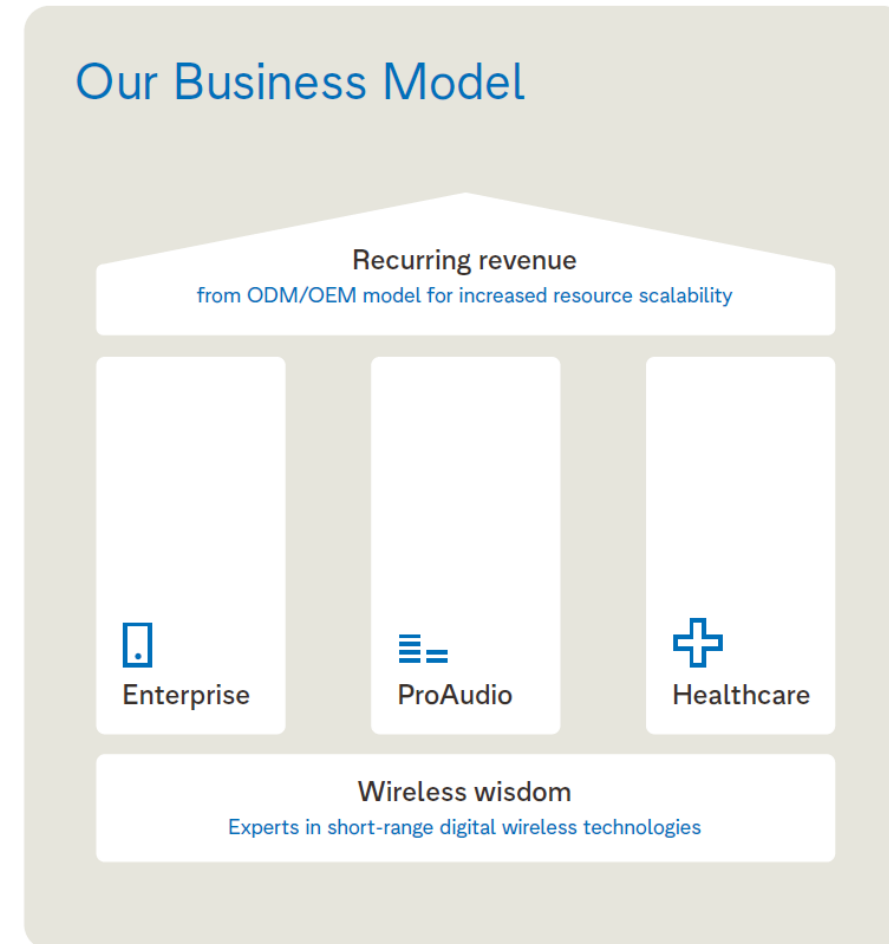 Our Business Model
Recurring revenue
from ODM/OEM model for increased resource scalability
Enterprise
ProAudio
Healthcare
Wireless wisdom
Experts in short-range digital wireless technologies